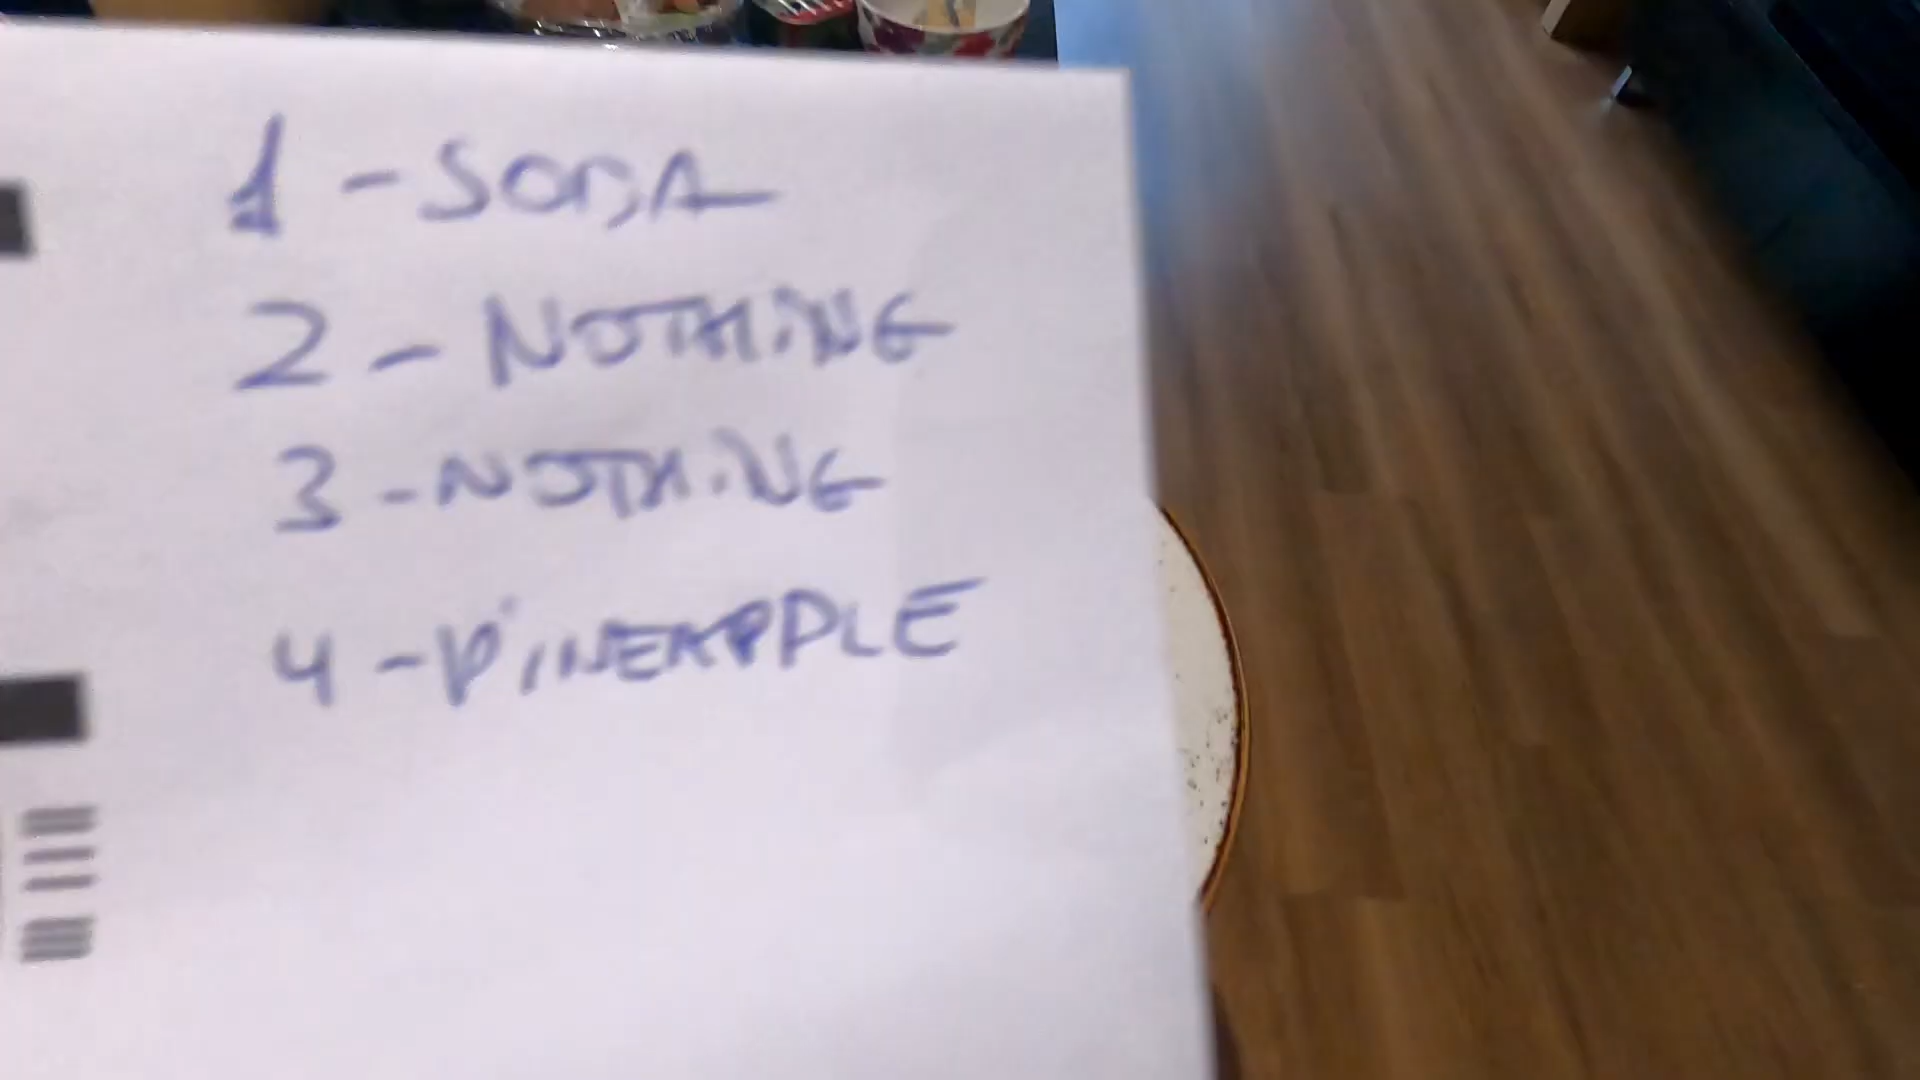 1 - SODA
2 - NOTHING
3 - NOTHING
4 - PINEAPPLE